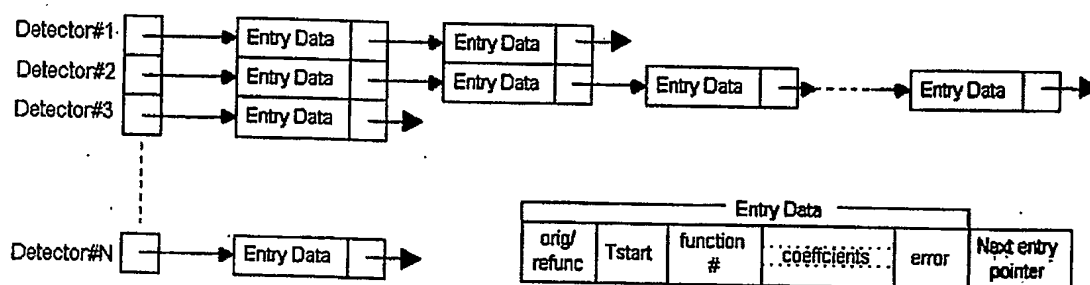 Detector#1 Entry Data Entry Data
Detector#2 Entry Data Entry Data Entry Data Entry Data
Detector#3 Entry Data
Detector#N Entry Data
Entry Data
orig/ refunc Tstart function # coefficients error Next entry pointer